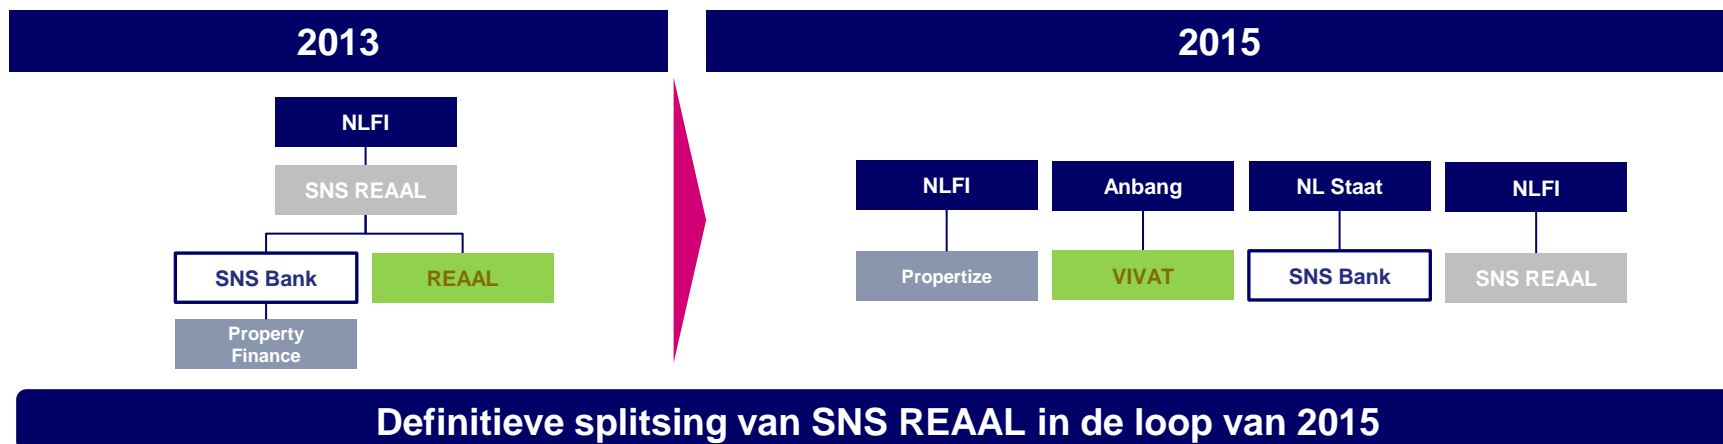 2013
2015
NLFI
SNS REAAL
SNS Bank
REAAL
Property
Finance
NLFI
Anbang
NL Staat
NLFI
Propertize
VIVAT
SNS Bank
SNS REAAL
Definitieve splitsing van SNS REAAL in de loop van 2015